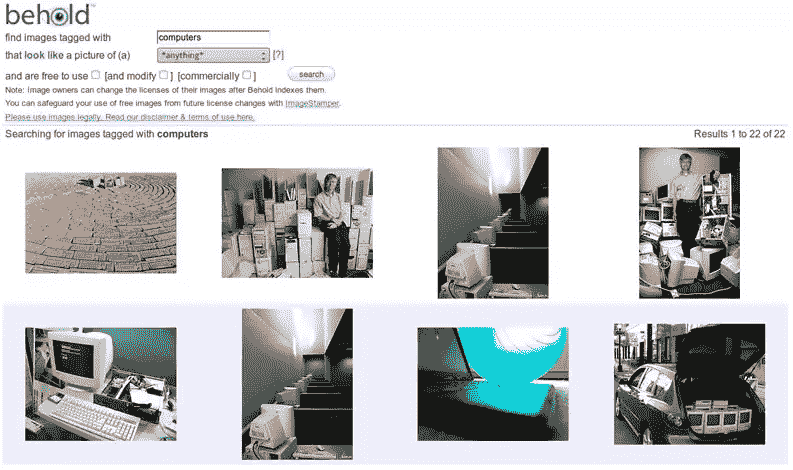 behold™
find images tagged with computers
that look like a picture of (a) *anything* [?]
and are free to use [and modify ] [commercially ] search
Note: Image owners can change the licenses of their images after Behold Indexes them.
You can safeguard your use of free images from future license changes with ImageStamper.
Please use images legally. Read our disclaimer & terms of use here.
Searching for images tagged with computers Results 1 to 22 of 22